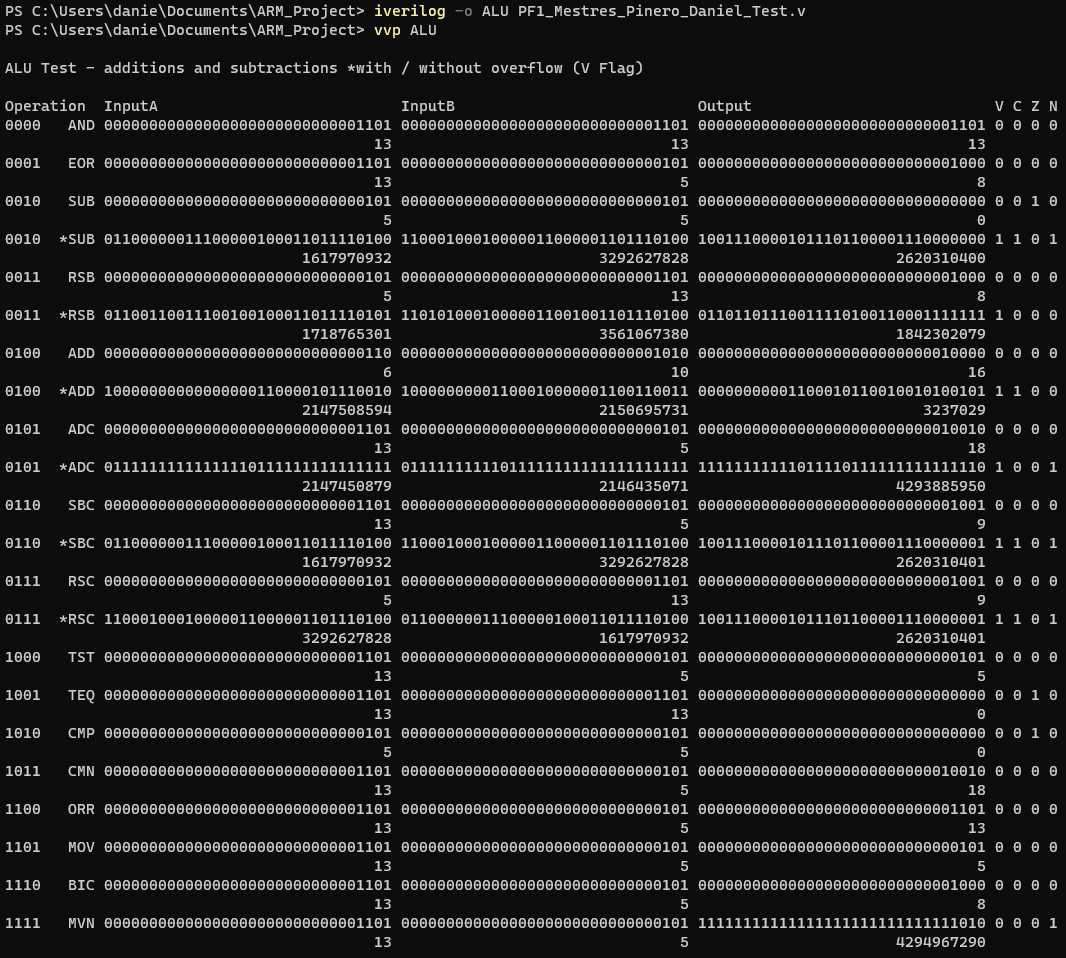 PS C:\Users\danie\Documents\ARM_Project> iverilog -o ALU PF1_Mestres_Pinero_Daniel_Test.v
PS C:\Users\danie\Documents\ARM_Project> vvp ALU
ALU Test - additions and subtractions *with / without overflow (V Flag)
Operation InputA InputB Output V C Z N
0000 AND 00000000000000000000000000001101 00000000000000000000000000001101 00000000000000000000000000001101 0 0 0 0
13 13 13
0001 EOR 00000000000000000000000000001101 00000000000000000000000000000101 00000000000000000000000000001000 0 0 0 0
13 5 8
0010 SUB 00000000000000000000000000000101 00000000000000000000000000000101 00000000000000000000000000000000 0 0 1 0
5 5 0
0010 *SUB 01100000011100000100011011110100 11000100010000011000001101110100 10011100001011101100001110000000 1 1 0 1
1617970932 3292627828 2620310400
0011 RSB 00000000000000000000000000000101 00000000000000000000000000001101 00000000000000000000000000001000 0 0 0 0
5 13 8
0011 *RSB 01100110011100100100011011110101 11010100010000011001001101110100 01101101110011110100110001111111 1 0 0 0
1718765301 3561067380 1842302079
0100 ADD 00000000000000000000000000000110 00000000000000000000000000001010 00000000000000000000000000010000 0 0 0 0
6 10 16
0100 *ADD 10000000000000000110000101110010 10000000001100010000001100110011 00000000001100010110010010100101 1 1 0 0
2147508594 2150695731 3237029
0101 ADC 00000000000000000000000000001101 00000000000000000000000000000101 00000000000000000000000000010010 0 0 0 0
13 5 18
0101 *ADC 01111111111111110111111111111111 01111111111011111111111111111111 11111111111011110111111111111110 1 0 0 1
2147450879 2146435071 4293885950
0110 SBC 00000000000000000000000000001101 00000000000000000000000000000101 00000000000000000000000000001001 0 0 0 0
13 5 9
0110 *SBC 01100000011100000100011011110100 11000100010000011000001101110100 10011100001011101100001110000001 1 1 0 1
1617970932 3292627828 2620310401
0111 RSC 00000000000000000000000000000101 00000000000000000000000000001101 00000000000000000000000000001001 0 0 0 0
5 13 9
0111 *RSC 11000100010000011000001101110100 01100000011100000100011011110100 10011100001011101100001110000001 1 1 0 1
3292627828 1617970932 2620310401
1000 TST 00000000000000000000000000001101 00000000000000000000000000000101 00000000000000000000000000000101 0 0 0 0
13 5 5
1001 TEQ 00000000000000000000000000001101 00000000000000000000000000001101 00000000000000000000000000000000 0 0 1 0
13 13 0
1010 CMP 00000000000000000000000000000101 00000000000000000000000000000101 00000000000000000000000000000000 0 0 1 0
5 5 0
1011 CMN 00000000000000000000000000001101 00000000000000000000000000000101 00000000000000000000000000010010 0 0 0 0
13 5 18
1100 ORR 00000000000000000000000000001101 00000000000000000000000000000101 00000000000000000000000000001101 0 0 0 0
13 5 13
1101 MOV 00000000000000000000000000001101 00000000000000000000000000000101 00000000000000000000000000000101 0 0 0 0
13 5 5
1110 BIC 00000000000000000000000000001101 00000000000000000000000000000101 00000000000000000000000000001000 0 0 0 0
13 5 8
1111 MVN 00000000000000000000000000001101 00000000000000000000000000000101 11111111111111111111111111111010 0 0 0 1
13 5 4294967290